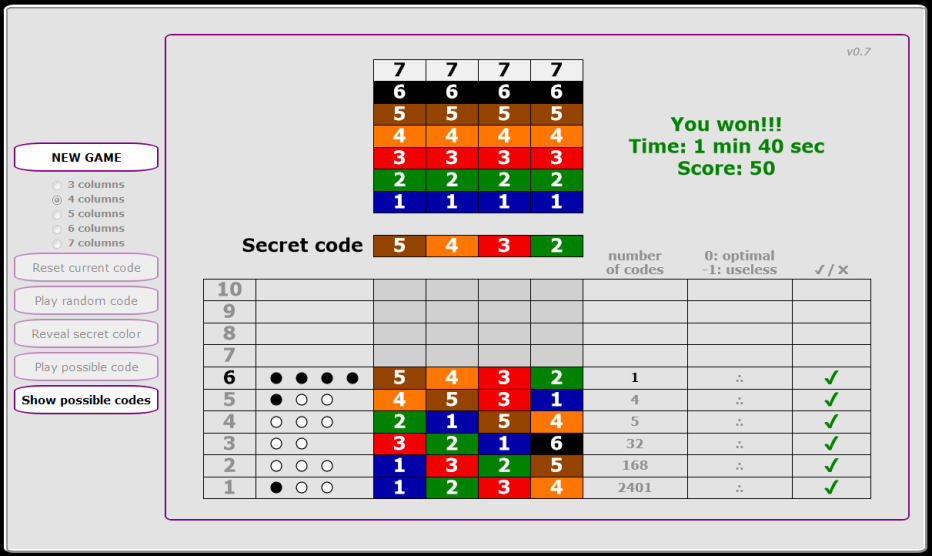 v0.7
7 7 7 7
6 6 6 6
5 5 5 5
4 4 4 4
3 3 3 3
2 2 2 2
1 1 1 1
You won!!!
Time: 1 min 40 sec
Score: 50
NEW GAME
3 columns
4 columns
5 columns
6 columns
7 columns
Reset current code
Play random code
Reveal secret color
Play possible code
Show possible codes
Secret code 5 4 3 2
number
of codes
0: optimal
-1: useless
✓/✗
10
9
8
7
6 5 4 3 2 1 ∴ ✓
5 4 5 3 1 4 ∴ ✓
4 2 1 5 4 5 ∴ ✓
3 3 2 1 6 32 ∴ ✓
2 1 3 2 5 168 ∴ ✓
1 1 2 3 4 2401 ∴ ✓